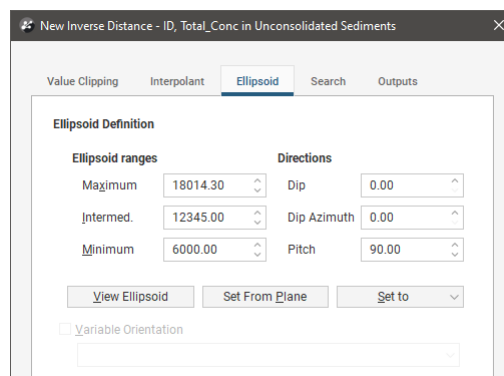 New Inverse Distance - ID, Total_Conc in Unconsolidated Sediments
Value Clipping Interpolant Ellipsoid Search Outputs
Ellipsoid Definition
Ellipsoid ranges Directions
Maximum 18014.30 Dip 0.00
Intermed. 12345.00 Dip Azimuth 0.00
Minimum 6000.00 Pitch 90.00
View Ellipsoid Set From Plane Set to
Variable Orientation